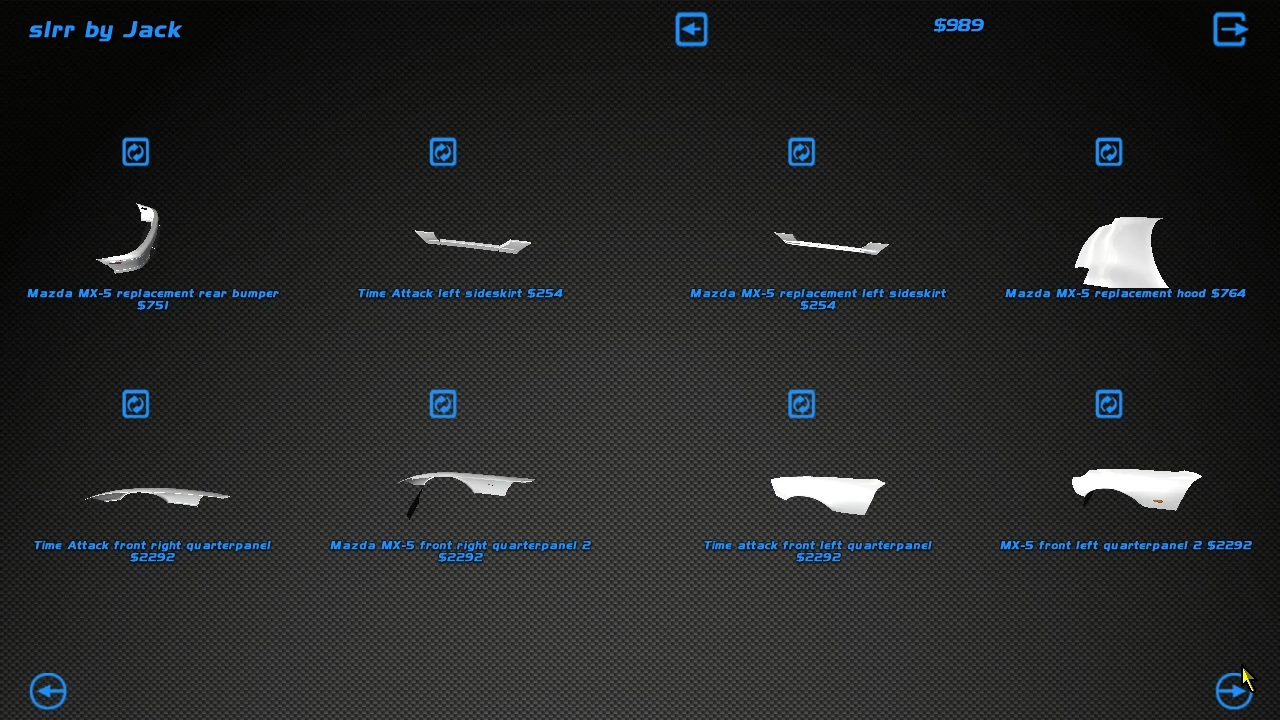 slrr by Jack
$989
Mazda MX-5 replacement rear bumper
$751
Time Attack left sideskirt $254
Mazda MX-5 replacement left sideskirt
$254
Mazda MX-5 replacement hood $764
Time Attack front right quarterpanel
$2292
Mazda MX-5 front right quarterpanel 2
$2292
Time attack front left quarterpanel
$2292
MX-5 front left quarterpanel 2 $2292